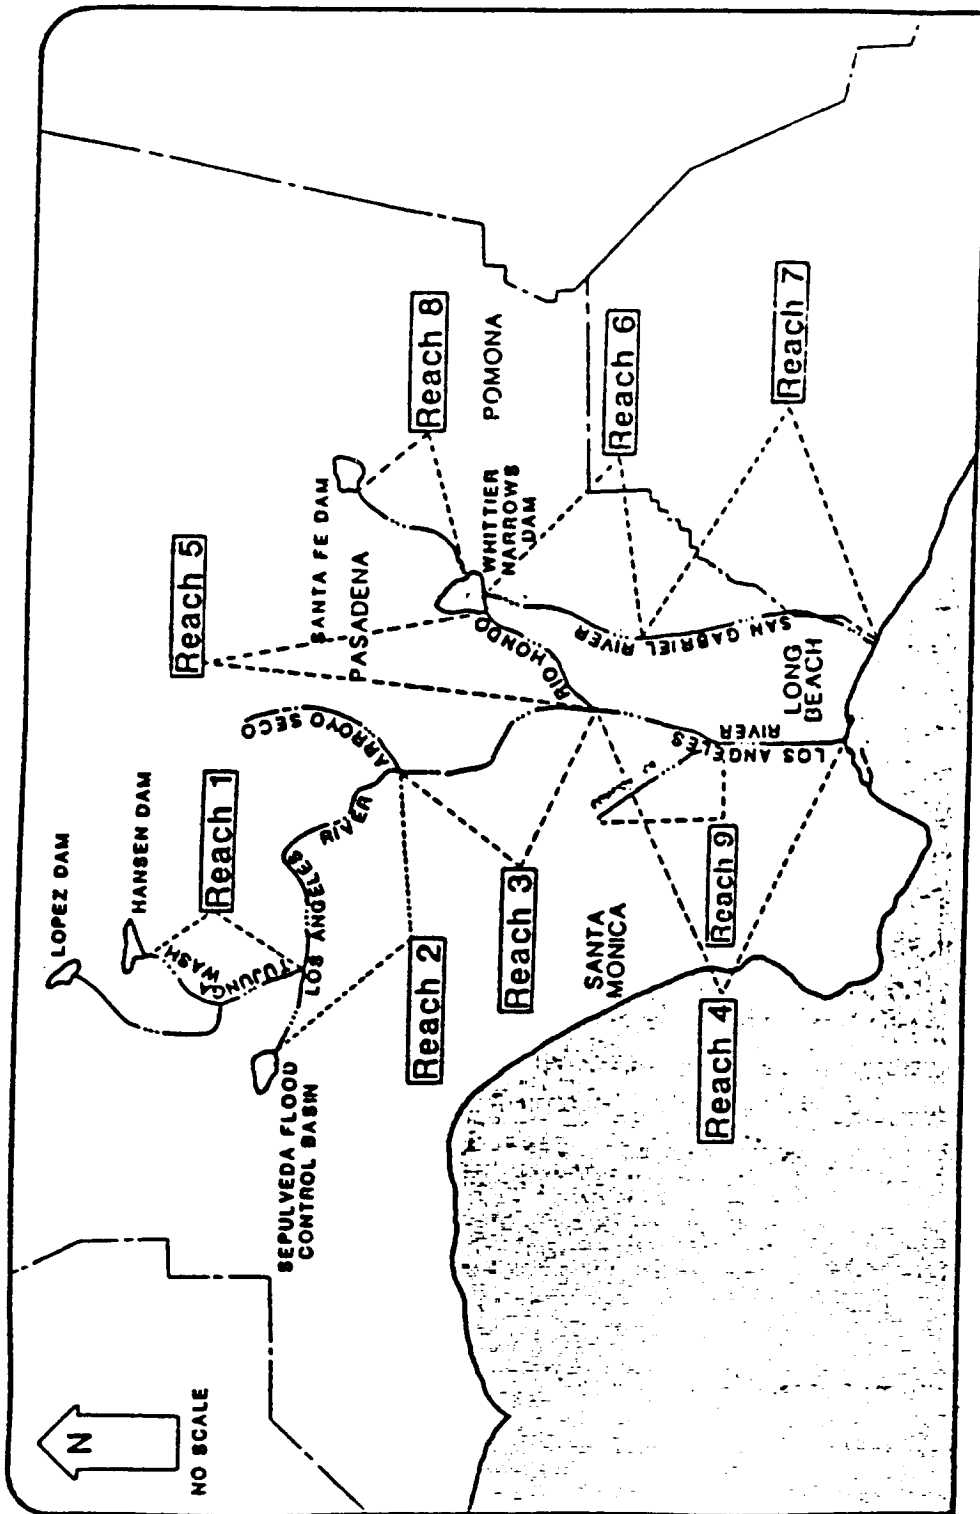 N
NO SCALE
LOPEZ DAM
HANSEN DAM
Reach 1
TUJUNGA
WASH
SEPULVEDA FLOOD
CONTROL BASIN
LOS ANGELES
RIVER
Reach 2
ARROYO SECO
Reach 5
SANTA FE DAM
PASADENA
Reach 8
POMONA
WHITTIER
NARROWS
DAM
RIO HONDO
Reach 3
SANTA
MONICA
Reach 6
SAN GABRIEL RIVER
Reach 9
Reach 4
LOS ANGELES
RIVER
LONG
BEACH
Reach 7